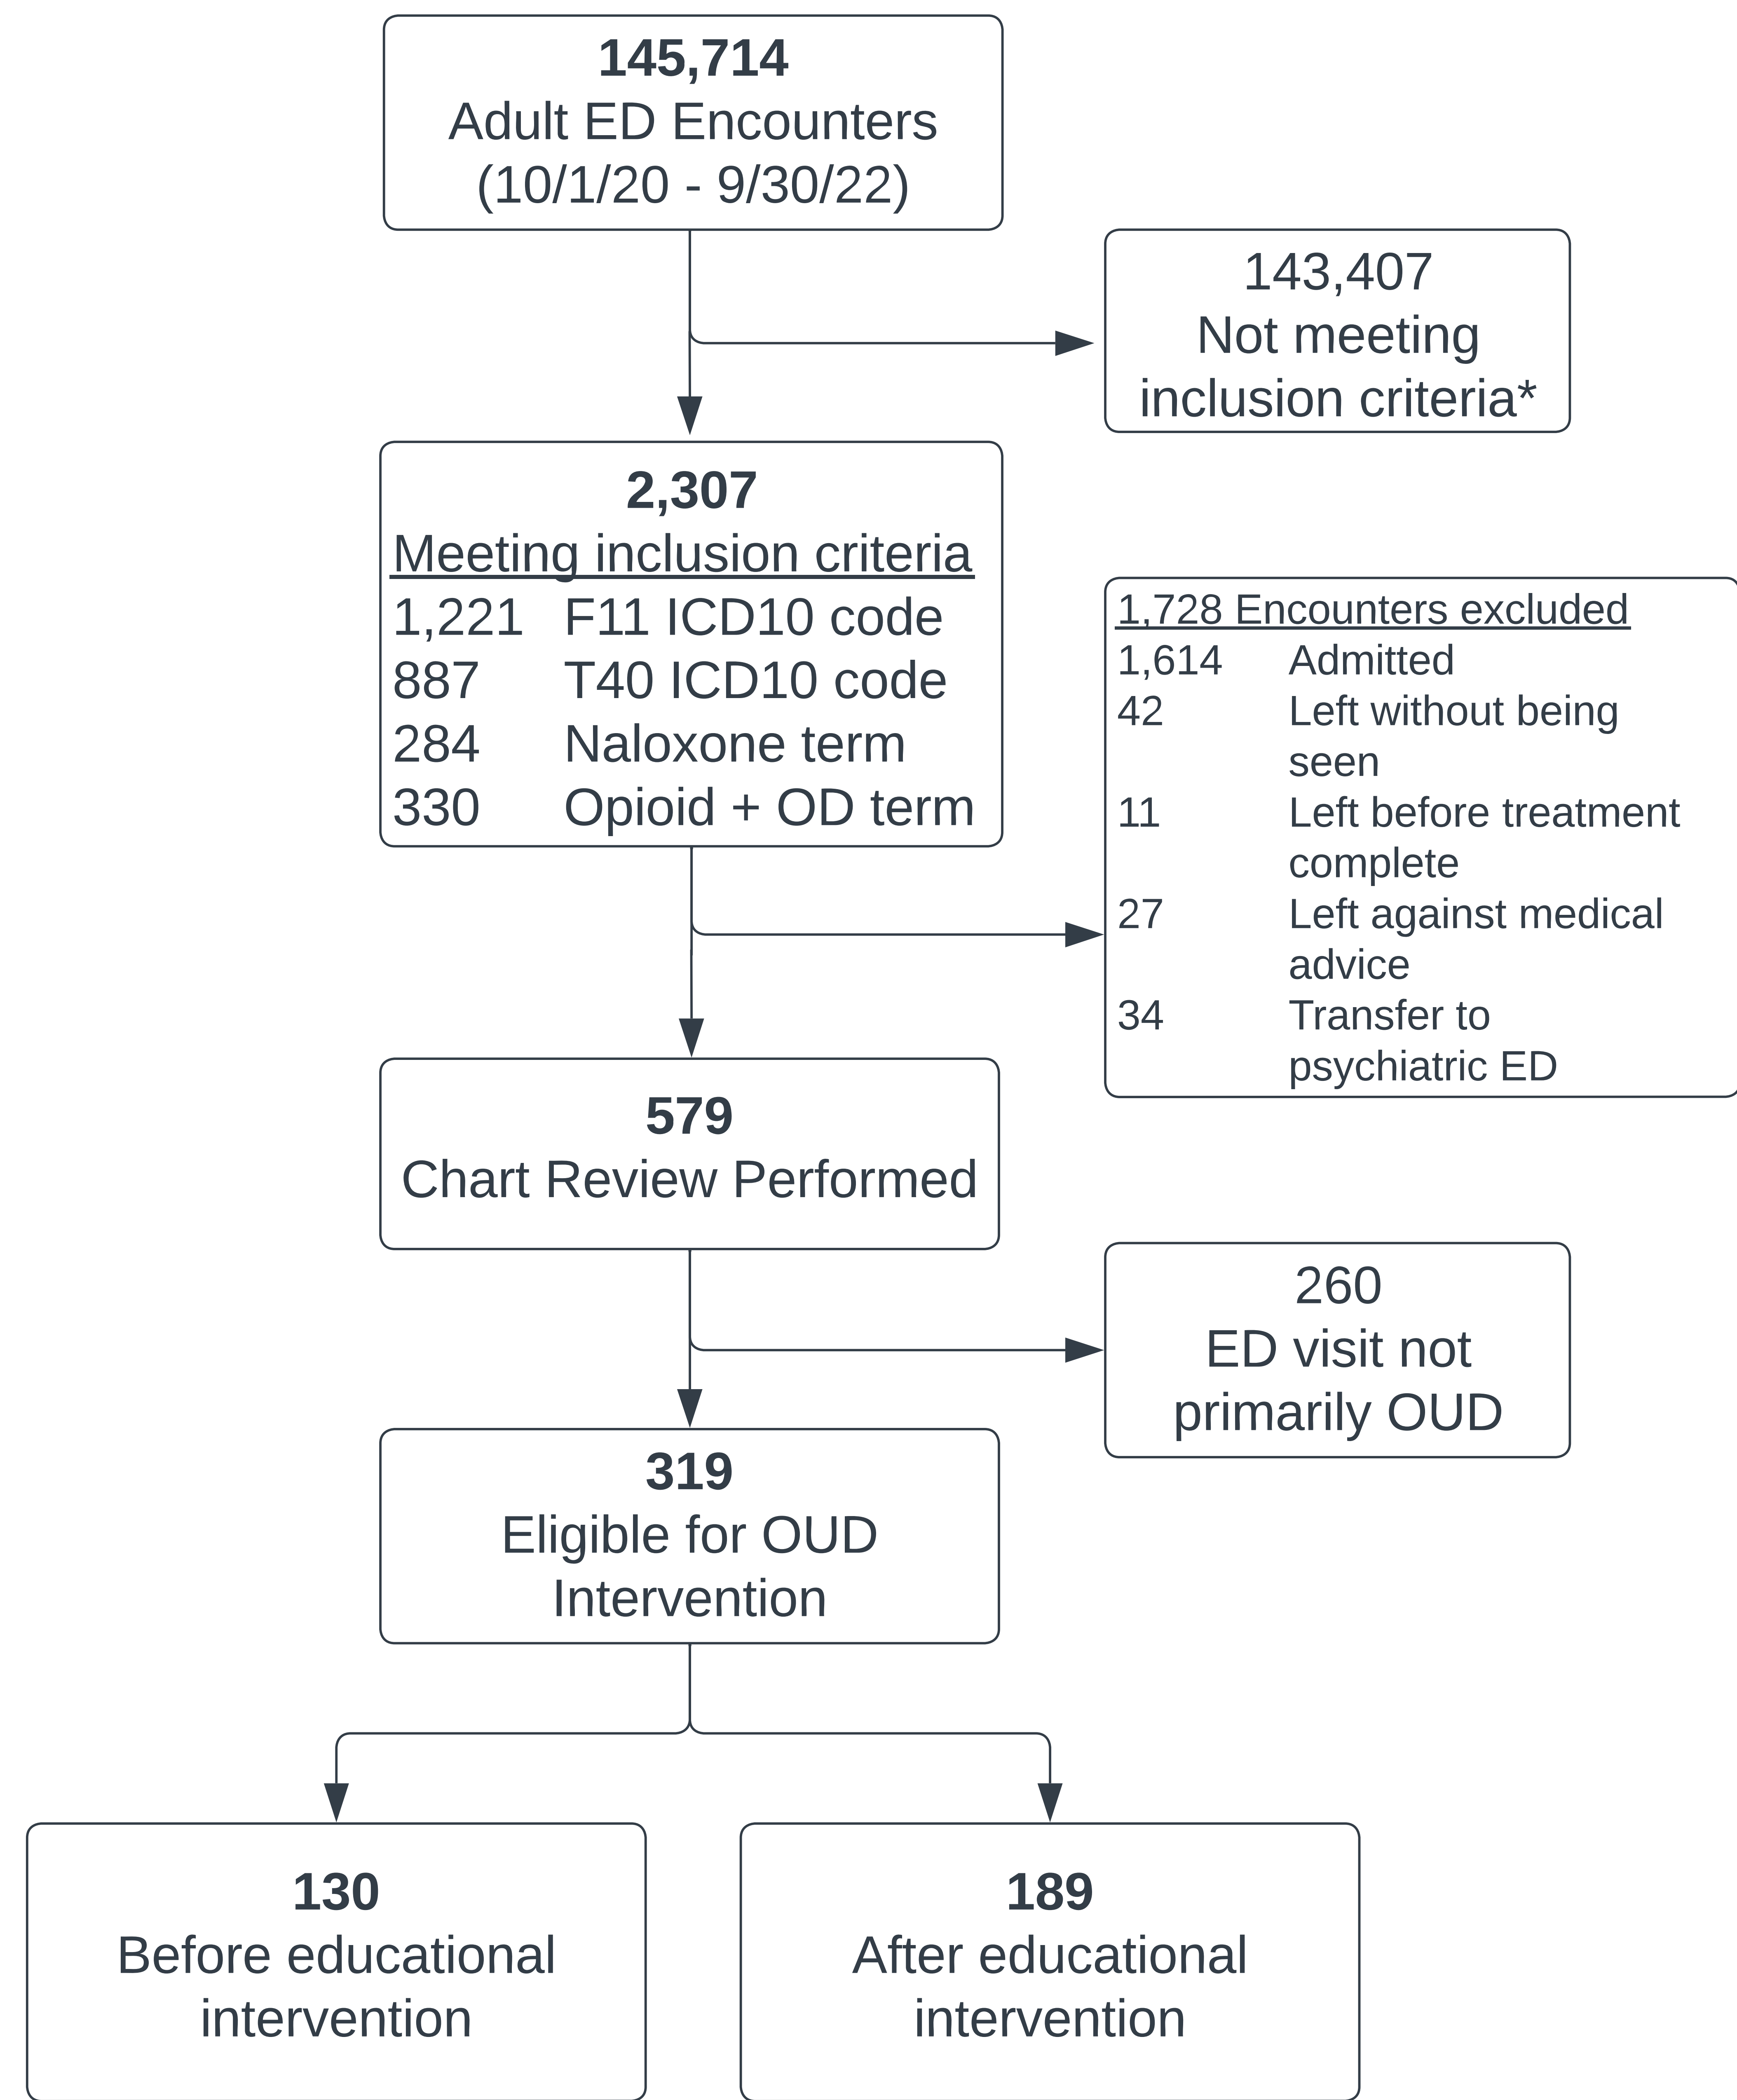 145,714
Adult ED Encounters
(10/1/20 - 9/30/22)
143,407
Not meeting
inclusion criteria*
2,307
Meeting inclusion criteria
1,221 F11 ICD10 code
887 T40 ICD10 code
284 Naloxone term
330 Opioid + OD term
1,728 Encounters excluded
1,614 Admitted
42 Left without being
seen
11 Left before treatment
complete
27 Left against medical
advice
34 Transfer to
psychiatric ED
579
Chart Review Performed
260
ED visit not
primarily OUD
319
Eligible for OUD
Intervention
130
Before educational
intervention
189
After educational
intervention